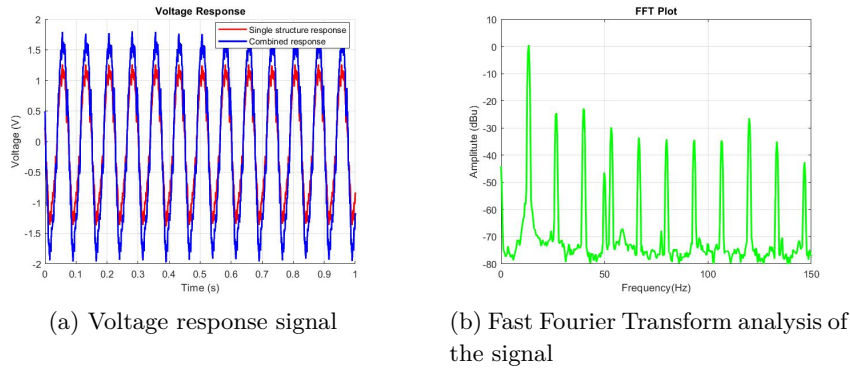 Voltage Response
Single structure response
Combined response
2
1.5
1
0.5
0
-0.5
-1
-1.5
-2
Voltage (V)
0 0.1 0.2 0.3 0.4 0.5 0.6 0.7 0.8 0.9 1
Time (s)
(a) Voltage response signal
FFT Plot
10
0
-10
-20
-30
-40
-50
-60
-70
-80
Amplitute (dBu)
0 50 100 150
Frequency(Hz)
(b) Fast Fourier Transform analysis of
the signal